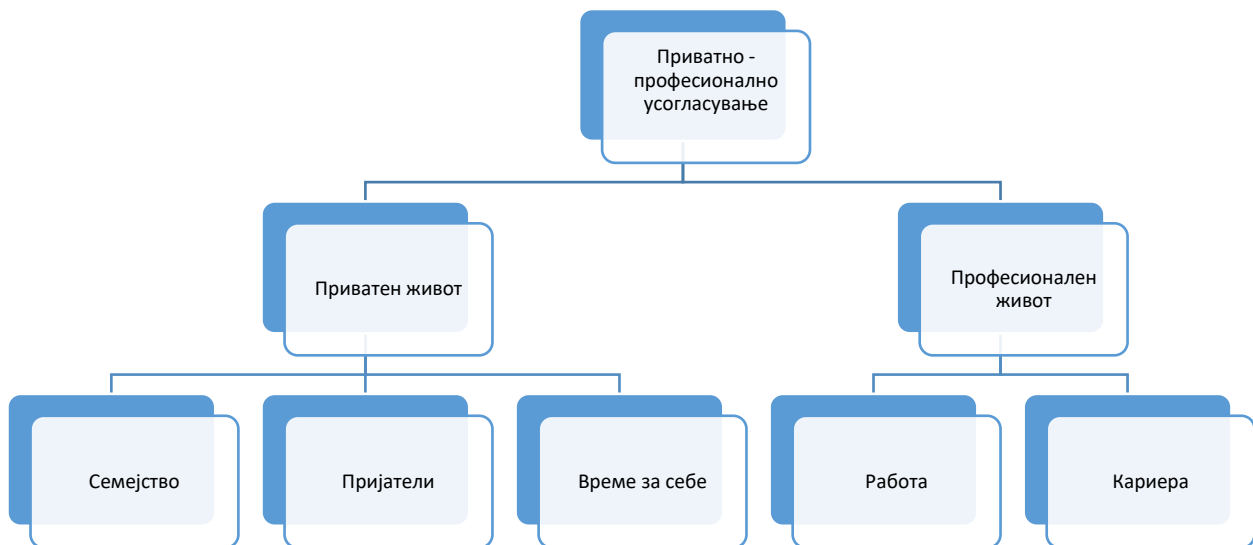 Приватно -
професионално
усогласување
Приватен живот
Професионален
живот
Семејство
Пријатели
Време за себе
Работа
Кариера